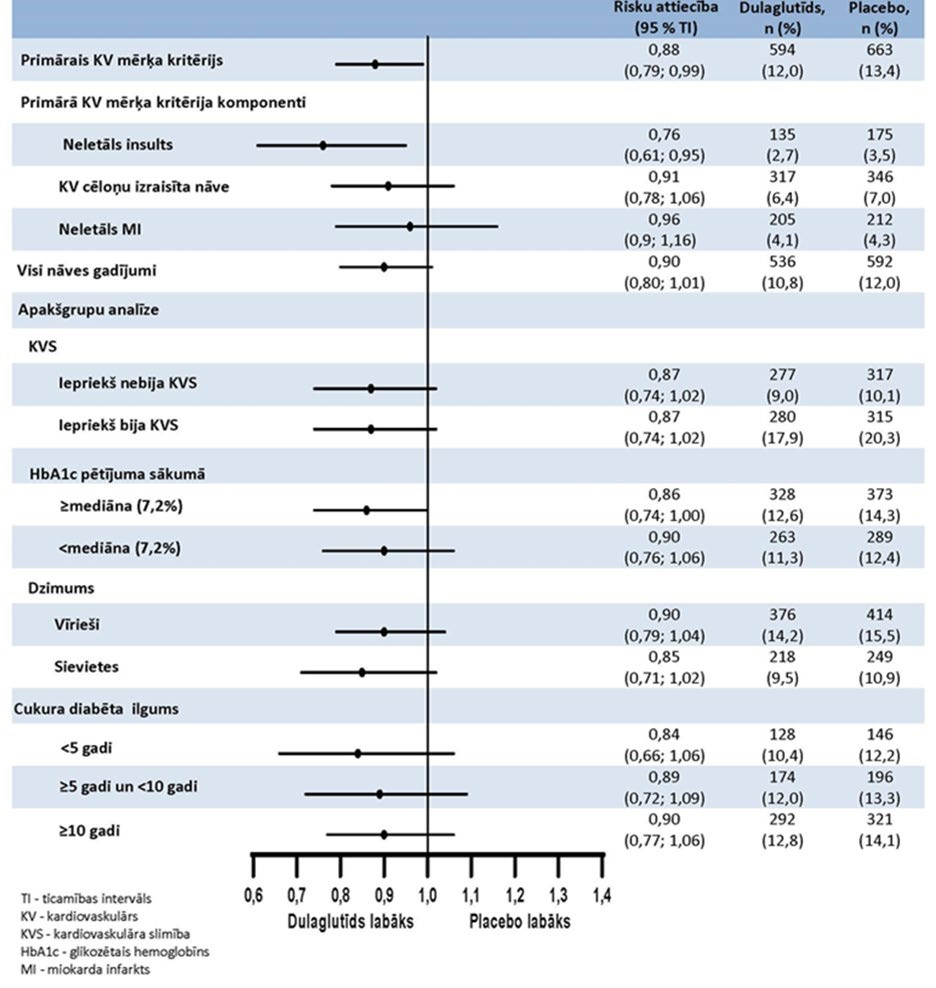 Risku attiecība Dulaglutīds, Placebo,
(95 % TI) n (%) n (%)
Primārais KV mērķa kritērijs 0,88 594 663
(0,79; 0,99) (12,0) (13,4)
Primārā KV mērķa kritērija komponenti
Neletāls insults 0,76 135 175
(0,61; 0,95) (2,7) (3,5)
KV cēloņu izraisīta nāve 0,91 317 346
(0,78; 1,06) (6,4) (7,0)
Neletāls MI 0,96 205 212
(0,9; 1,16) (4,1) (4,3)
Visi nāves gadījumi 0,90 536 592
(0,80; 1,01) (10,8) (12,0)
Apakšgrupu analīze
KVS
Iepriekš nebija KVS 0,87 277 317
(0,74; 1,02) (9,0) (10,1)
Iepriekš bija KVS 0,87 280 315
(0,74; 1,02) (17,9) (20,3)
HbA1c pētījuma sākumā
≥mediāna (7,2%) 0,86 328 373
(0,74; 1,00) (12,6) (14,3)
<mediāna (7,2%) 0,90 263 289
(0,76; 1,06) (11,3) (12,4)
Dzimums
Vīrieši 0,90 376 414
(0,79; 1,04) (14,2) (15,5)
Sievietes 0,85 218 249
(0,71; 1,02) (9,5) (10,9)
Cukura diabēta ilgums
<5 gadi 0,84 128 146
(0,66; 1,06) (10,4) (12,2)
≥5 gadi un <10 gadi 0,89 174 196
(0,72; 1,09) (12,0) (13,3)
≥10 gadi 0,90 292 321
(0,77; 1,06) (12,8) (14,1)
0,6 0,7 0,8 0,9 1,0 1,1 1,2 1,3 1,4
Dulaglutīds labāks Placebo labāks
TI - ticamības intervāls
KV - kardiovaskulārs
KVS - kardiovaskulāra slimība
HbA1c - glikozētais hemoglobīns
MI - miokarda infarkts